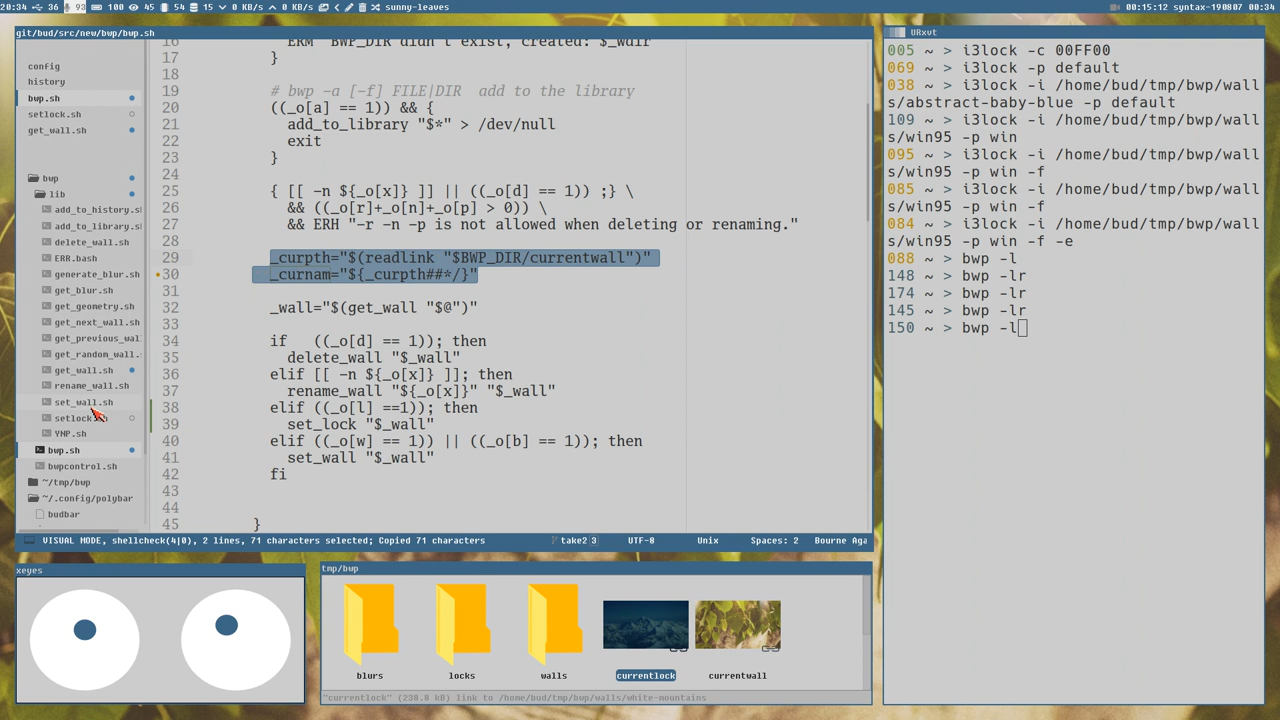 20:34 36 93 100 45 54 15 0 KB/s 0 KB/s sunny-leaves 00:15:12 syntax-190807 00:34
git/bud/src/new/bwp/bwp.sh
config
history
bwp.sh
setlock.sh
get_wall.sh
bwp
lib
add_to_history.sh
add_to_library.sh
delete_wall.sh
ERR.bash
generate_blur.sh
get_blur.sh
get_geometry.sh
get_next_wall.sh
get_previous_wal
get_random_wall.
get_wall.sh
rename_wall.sh
set_wall.sh
setlock.sh
YNP.sh
bwp.sh
bwpcontrol.sh
~/tmp/bwp
~/.config/polybar
budbar
16 ERM "BWP_DIR didn't exist, created: $_wdir"
17 }
18
19 # bwp -a [-f] FILE|DIR  add to the library
20 ((_o[a] == 1)) && {
21 add_to_library "$*" > /dev/null
22 exit
23 }
24
25 { [[ -n ${_o[x]} ]] || ((_o[d] == 1)) ;} \
26 && ((_o[r]+_o[n]+_o[p] > 0)) \
27 && ERH "-r -n -p is not allowed when deleting or renaming."
28
29 _curpth="$(readlink "$BWP_DIR/currentwall")"
30 _curnam="${_curpth##*/}"
31
32 _wall="$(get_wall "$@")"
33
34 if   ((_o[d] == 1)); then
35 delete_wall "$_wall"
36 elif [[ -n ${_o[x]} ]]; then
37 rename_wall "${_o[x]}" "$_wall"
38 elif ((_o[l] ==1)); then
39 set_lock "$_wall"
40 elif ((_o[w] == 1)) || ((_o[b] == 1)); then
41 set_wall "$_wall"
42 fi
43
44
45 }
VISUAL MODE, shellcheck(4|0), 2 lines, 71 characters selected; Copied 71 characters take2 3 UTF-8 Unix Spaces: 2 Bourne Aga
URxvt
005 ~ > i3lock -c 00FF00
069 ~ > i3lock -p default
038 ~ > i3lock -i /home/bud/tmp/bwp/wall
s/abstract-baby-blue -p default
109 ~ > i3lock -i /home/bud/tmp/bwp/wall
s/win95 -p win
095 ~ > i3lock -i /home/bud/tmp/bwp/wall
s/win95 -p win -f
085 ~ > i3lock -i /home/bud/tmp/bwp/wall
s/win95 -p win -f
084 ~ > i3lock -i /home/bud/tmp/bwp/wall
s/win95 -p win -f -e
088 ~ > bwp -l
148 ~ > bwp -lr
174 ~ > bwp -lr
145 ~ > bwp -lr
150 ~ > bwp -l
xeyes
tmp/bwp
blurs locks walls currentlock currentwall
"currentlock" (238.8 kB) link to /home/bud/tmp/bwp/walls/white-mountains